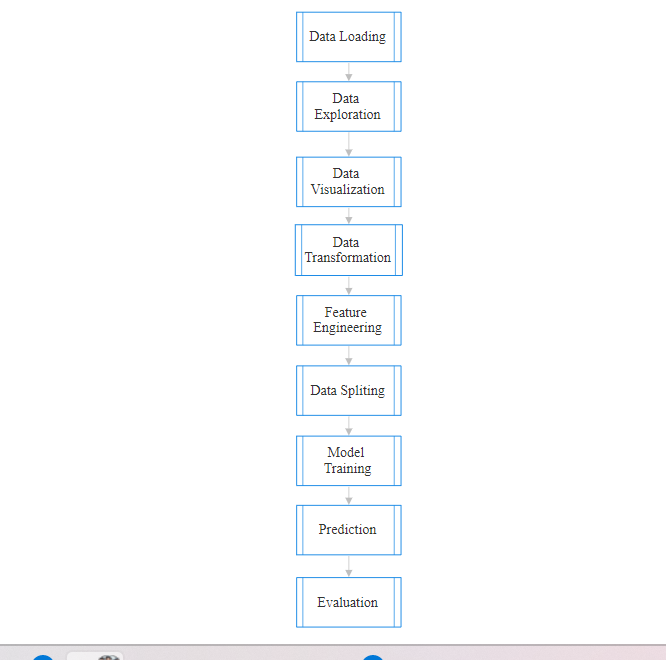 Data Loading
Data
Exploration
Data
Visualization
Data
Transformation
Feature
Engineering
Data Spliting
Model
Training
Prediction
Evaluation